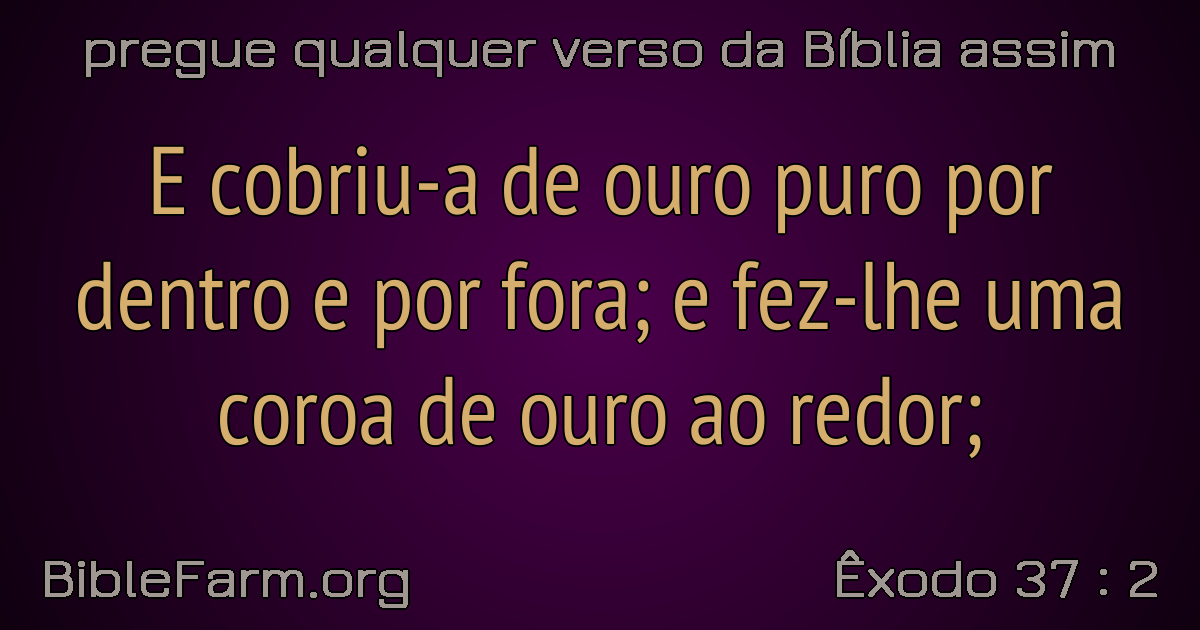 pregue qualquer verso da Bíblia assim
E cobriu-a de ouro puro por
dentro e por fora; e fez-lhe uma
coroa de ouro ao redor;
BibleFarm.org
Êxodo 37 : 2